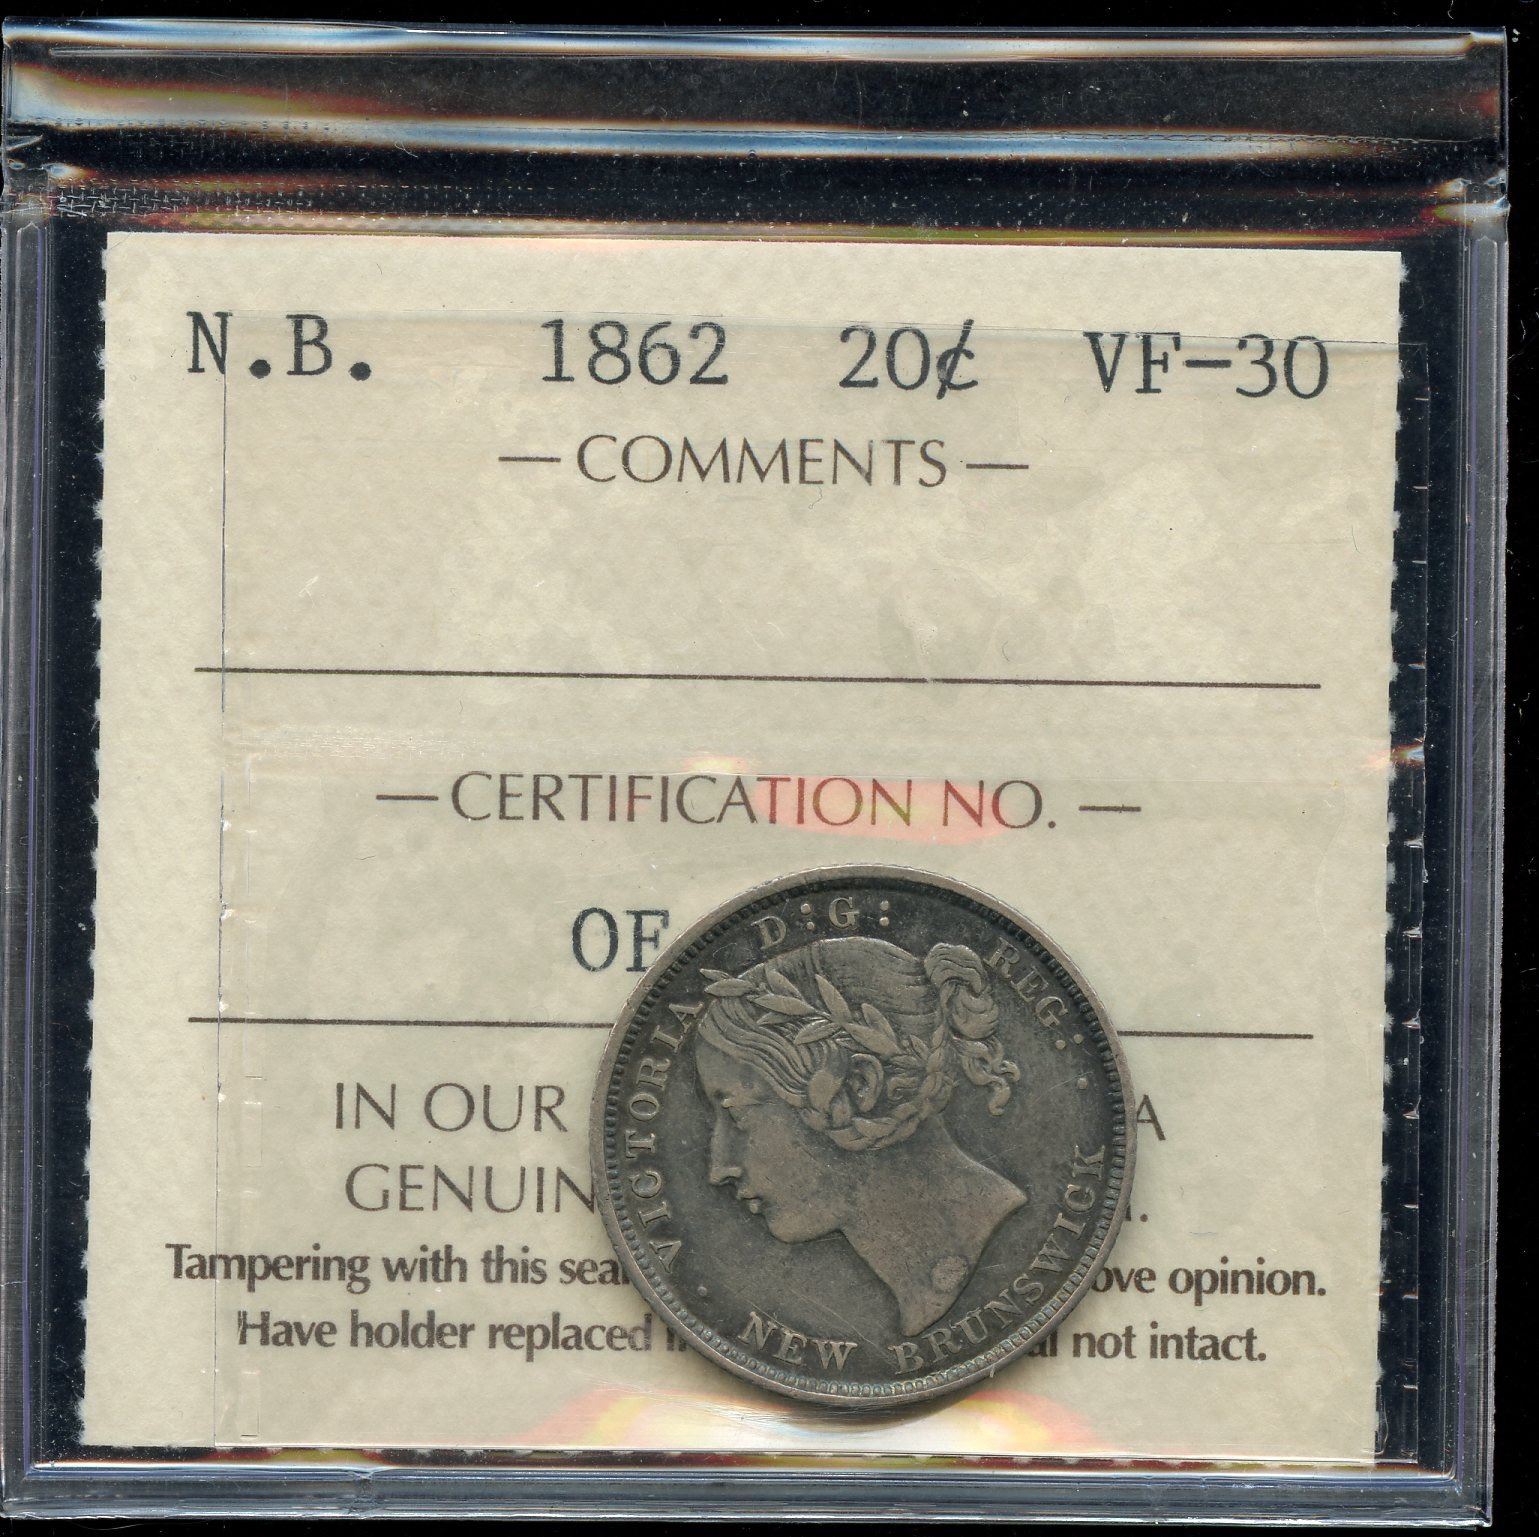 N.B. 1862 20¢ VF-30
— COMMENTS —
— CERTIFICATION NO. —
OF
IN OUR A
GENUIN
Tampering with this seal ove opinion.
Have holder replaced al not intact.
VICTORIA D:G: REG:
NEW BRUNSWICK